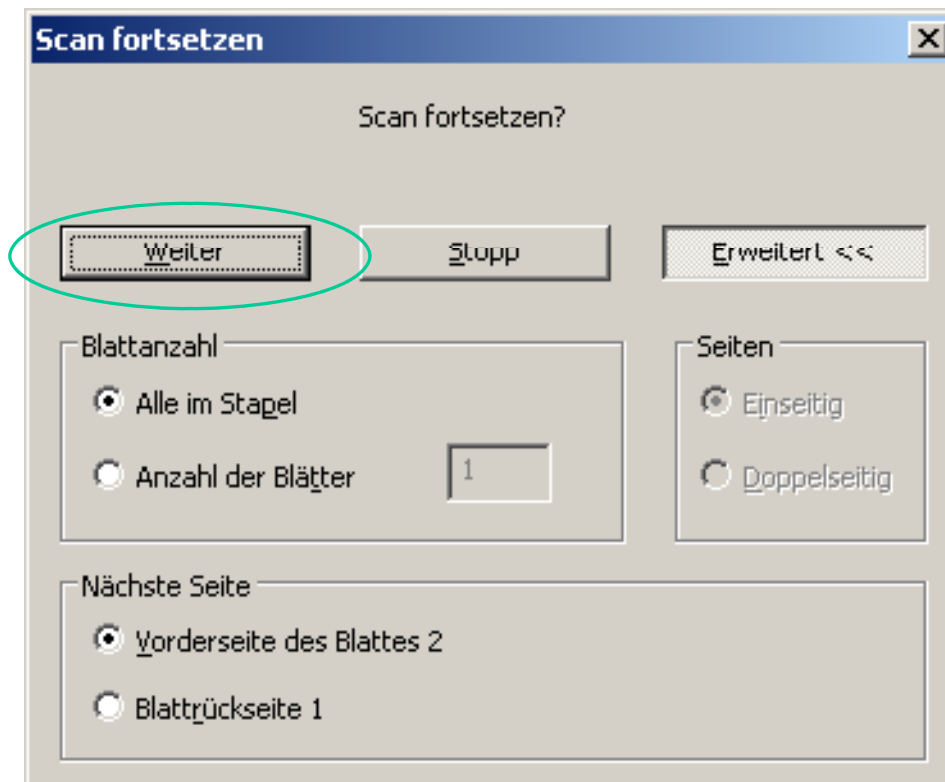 Scan fortsetzen
Scan fortsetzen?
Weiter Stopp Erweitert <<
Blattanzahl
Alle im Stapel
Anzahl der Blätter 1
Seiten
Einseitig
Doppelseitig
Nächste Seite
Vorderseite des Blattes 2
Blattrückseite 1